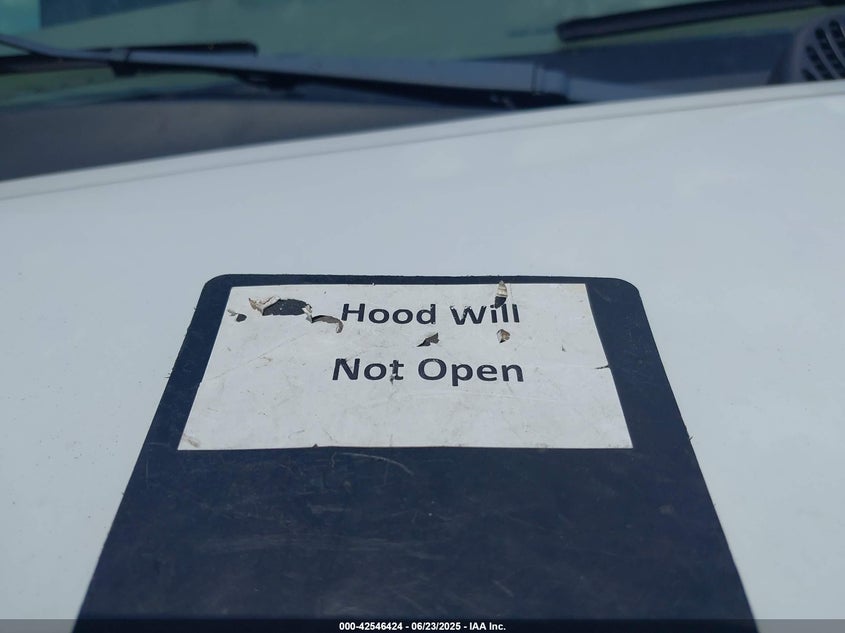 Hood Will
Not Open
000-42546424 - 06/23/2025 - IAA Inc.